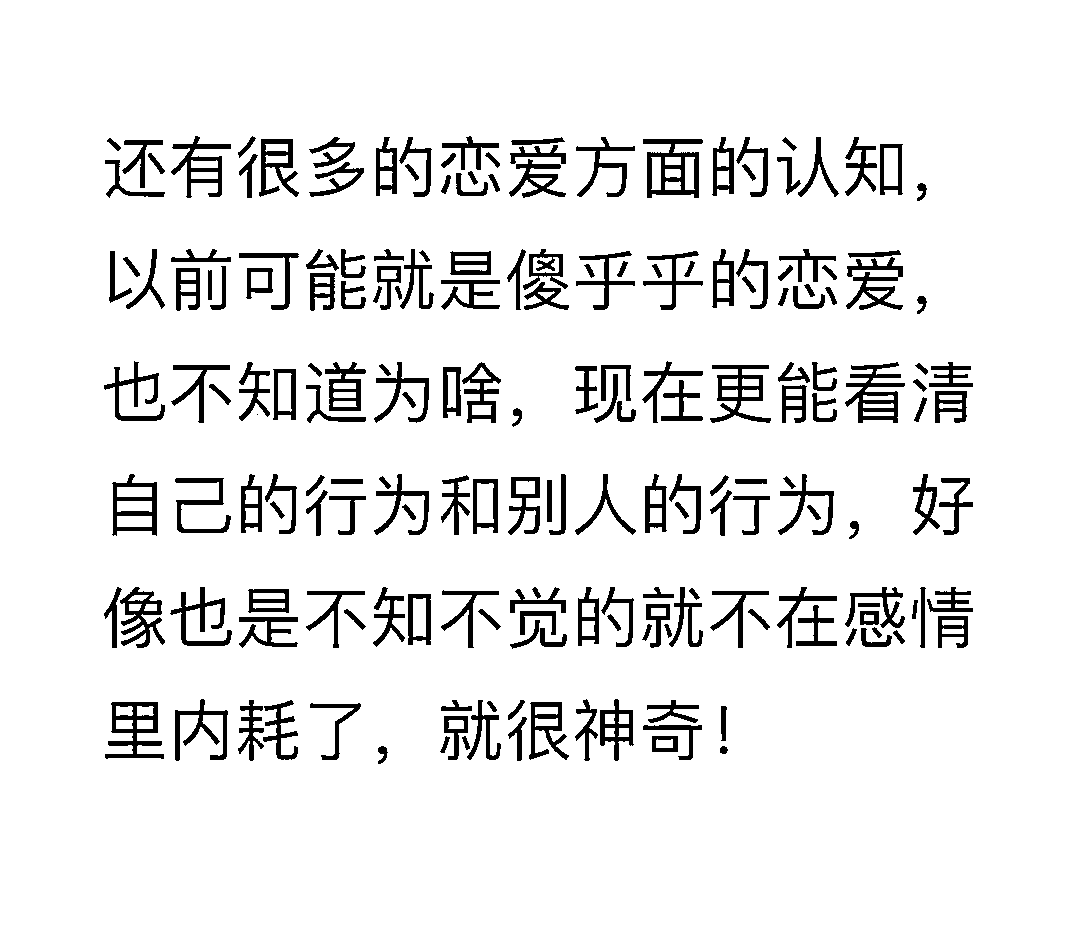 还有很多的恋爱方面的认知，
以前可能就是傻乎乎的恋爱，
也不知道为啥，现在更能看清
自己的行为和别人的行为，好
像也是不知不觉的就不在感情
里内耗了，就很神奇！